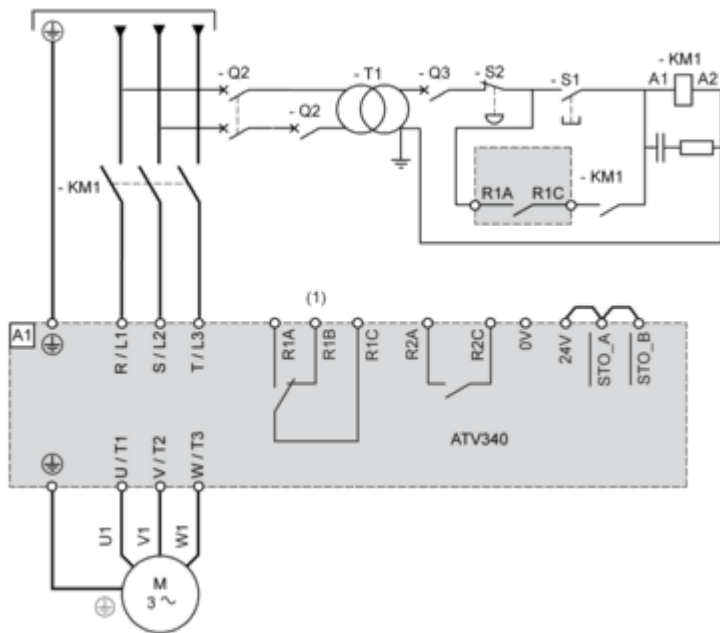 - Q2
- T1
- Q3
- S2
- S1
- KM1
A1
A2
- Q2
- KM1
R1A
R1C
- KM1
(1)
A1
R / L1
S / L2
T / L3
R1A
R1B
R1C
R2A
R2C
0V
24V
STO_A
STO_B
ATV340
U / T1
V / T2
W / T3
U1
V1
W1
M
3 ~